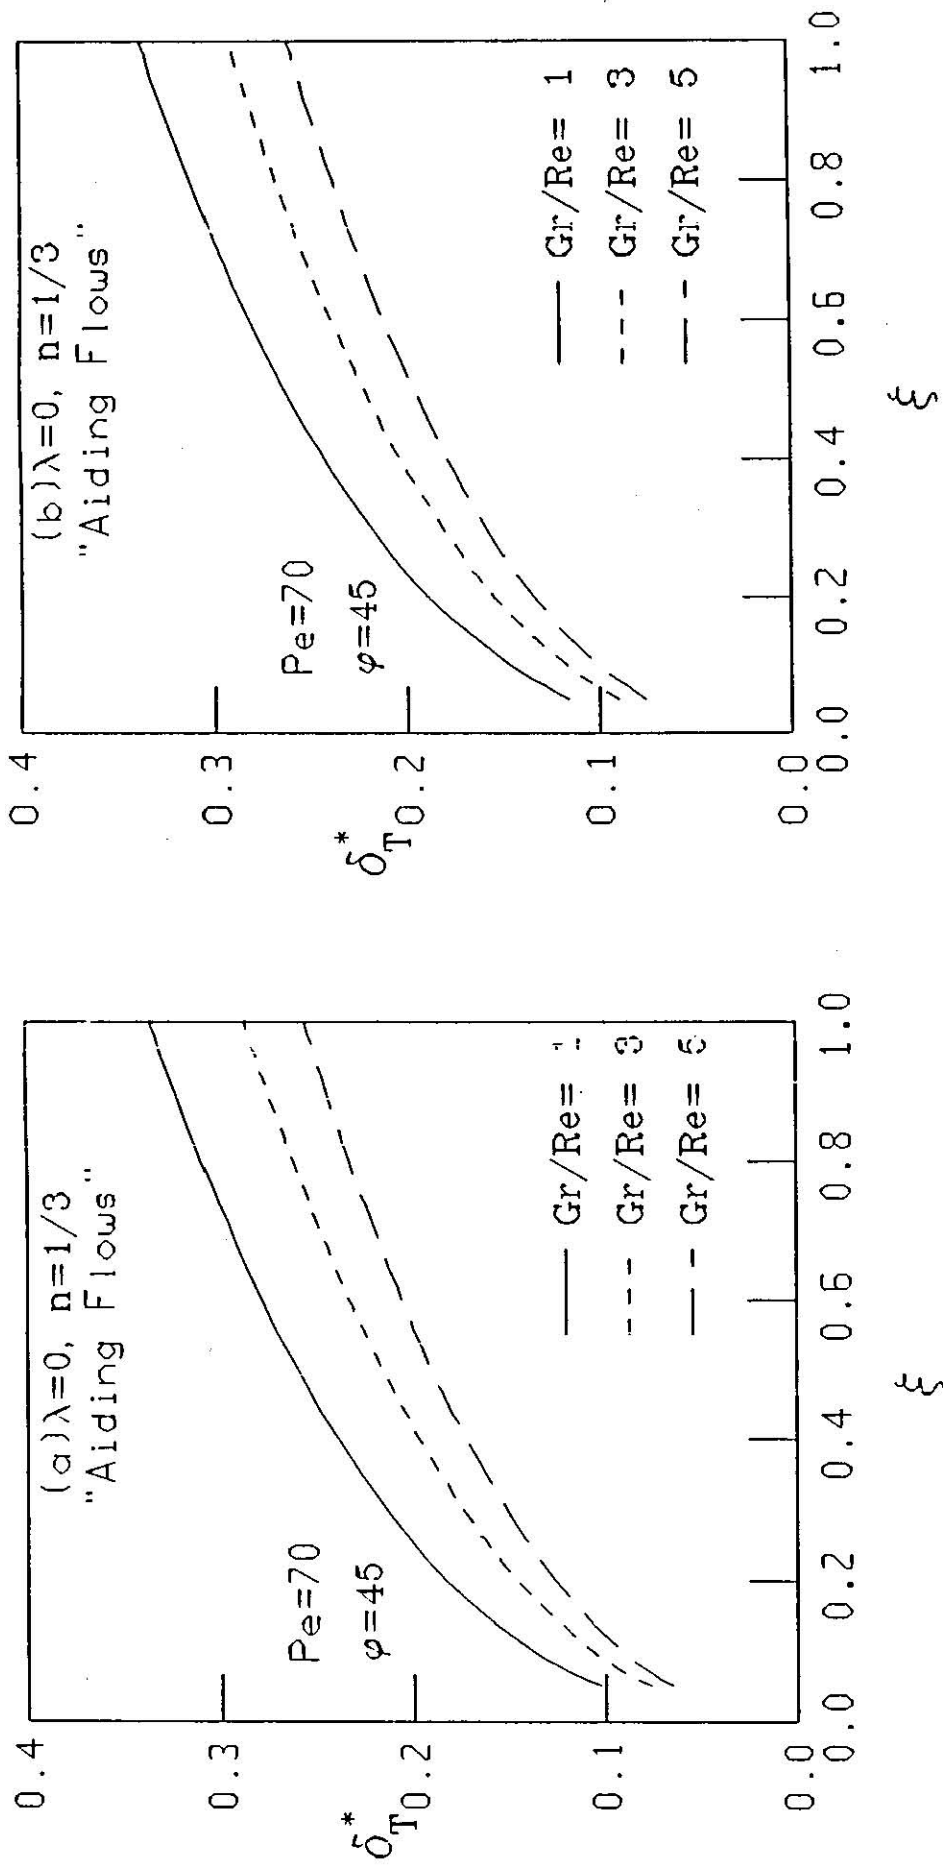 (a)λ=0, n=1/3
"Aiding Flows"
Pe=70
φ=45
0.4
0.3
0.2
0.1
0.0
δ*T
Gr/Re=
Gr/Re= 3
Gr/Re=
0.0 0.2 0.4 0.6 0.8 1.0
ξ
(b)λ=0, n=1/3
"Aiding Flows"
Pe=70
φ=45
0.4
0.3
0.2
0.1
0.0
δ*T
Gr/Re= 1
Gr/Re= 3
Gr/Re= 5
0.0 0.2 0.4 0.6 0.8 1.0
ξ